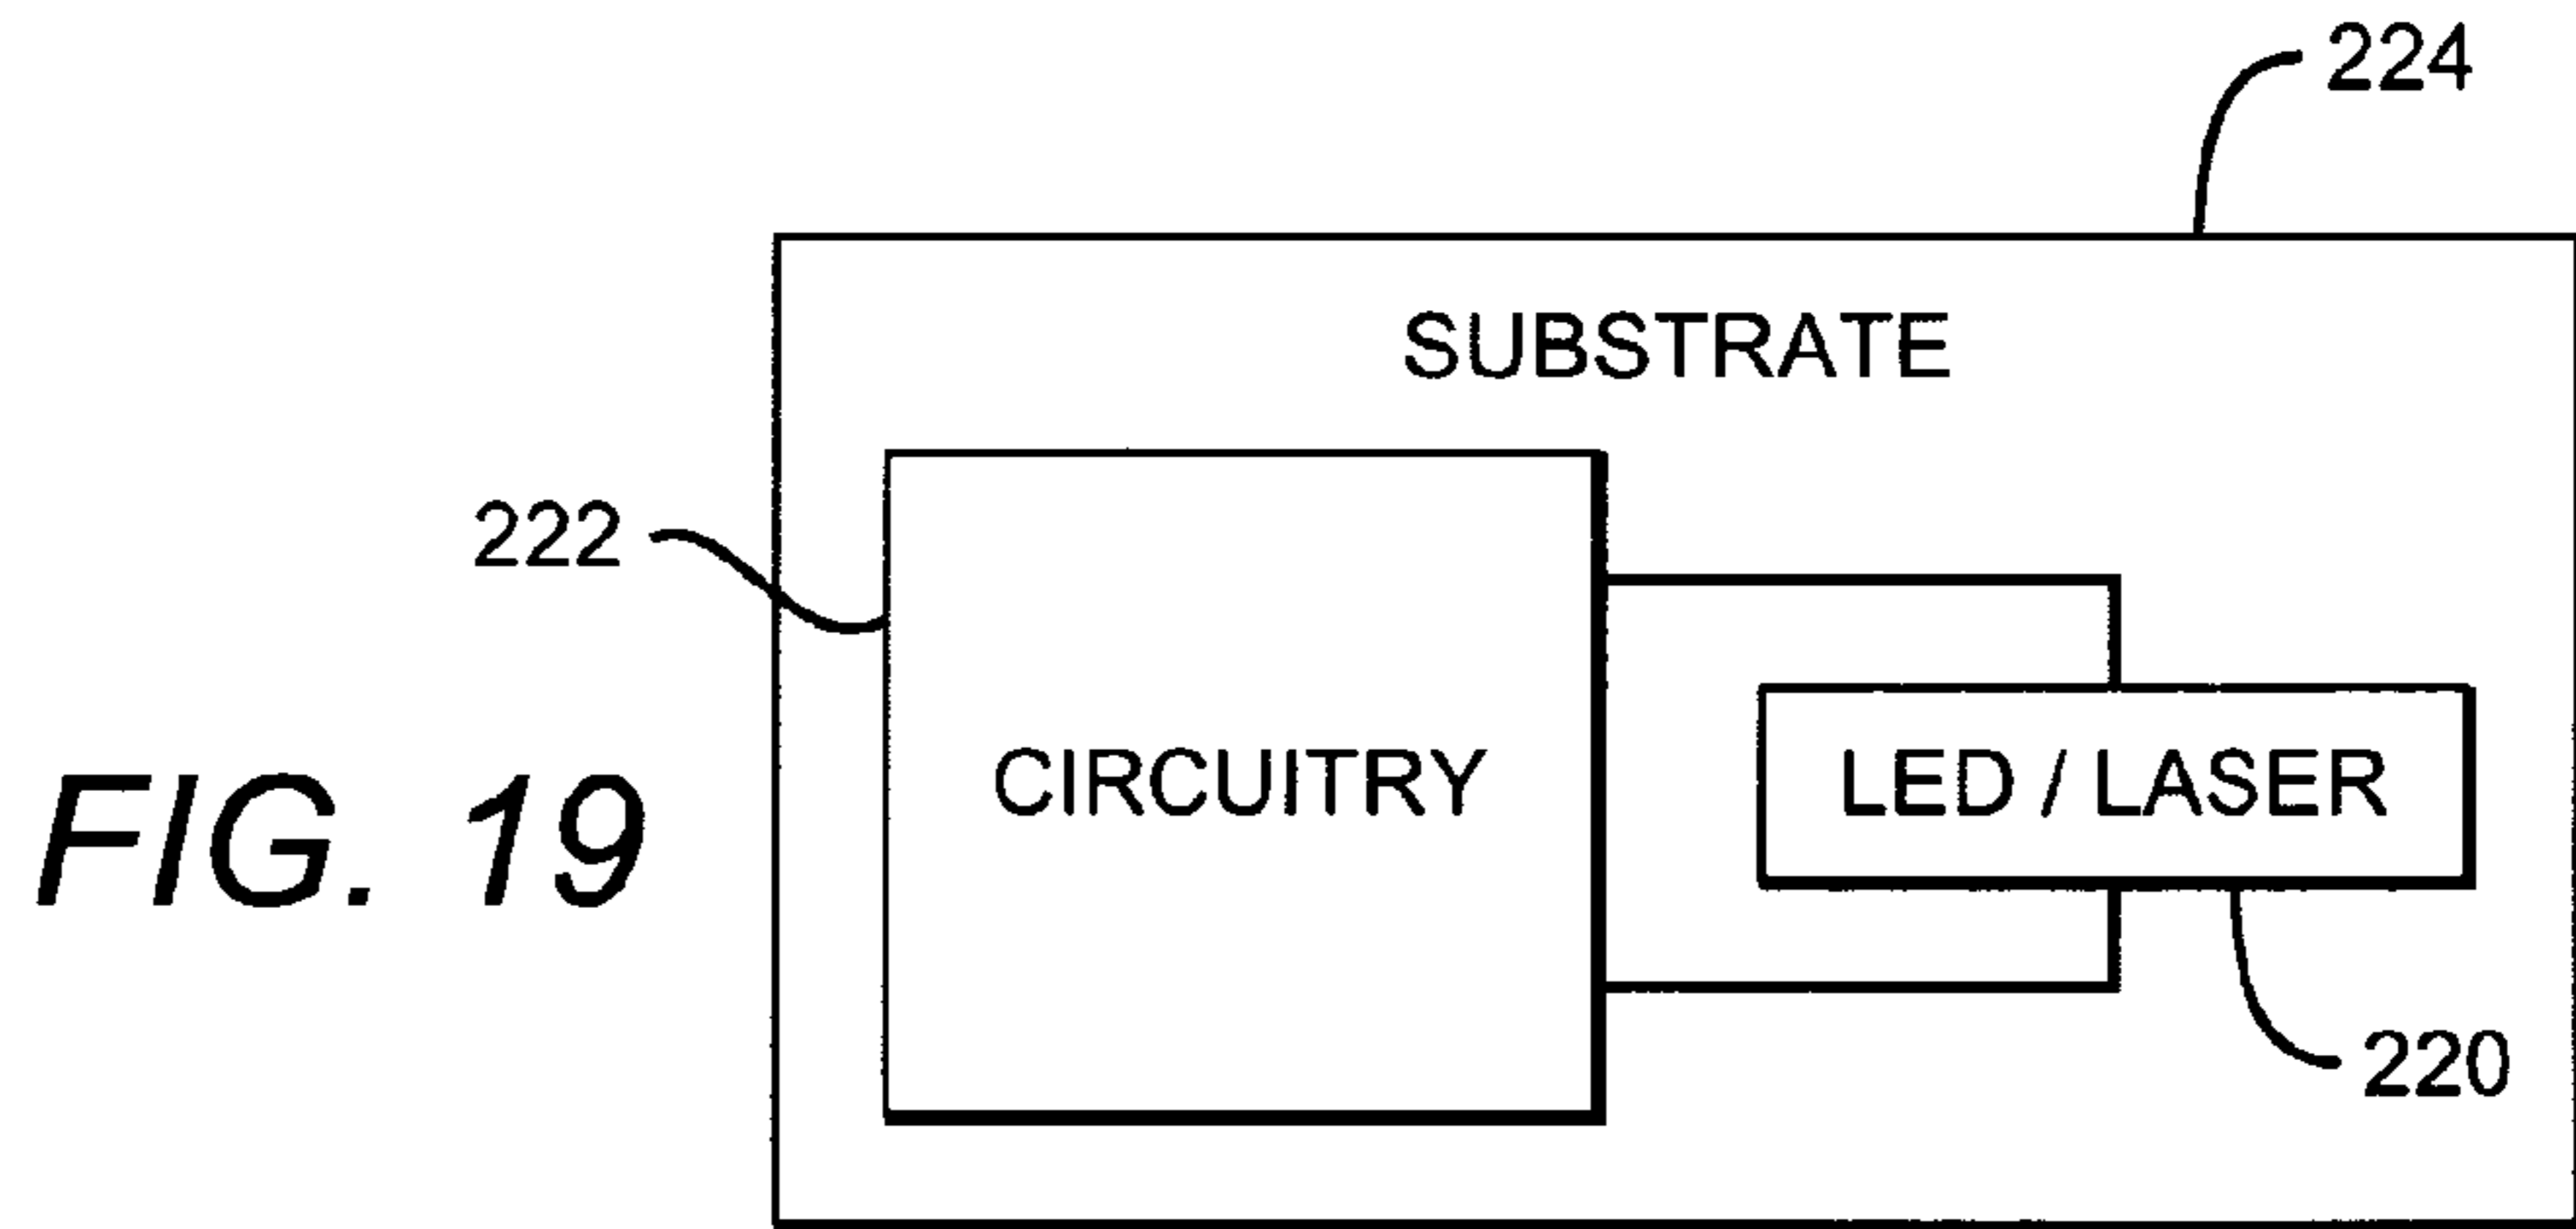 224
SUBSTRATE
222
CIRCUITRY
LED / LASER
FIG. 19
220